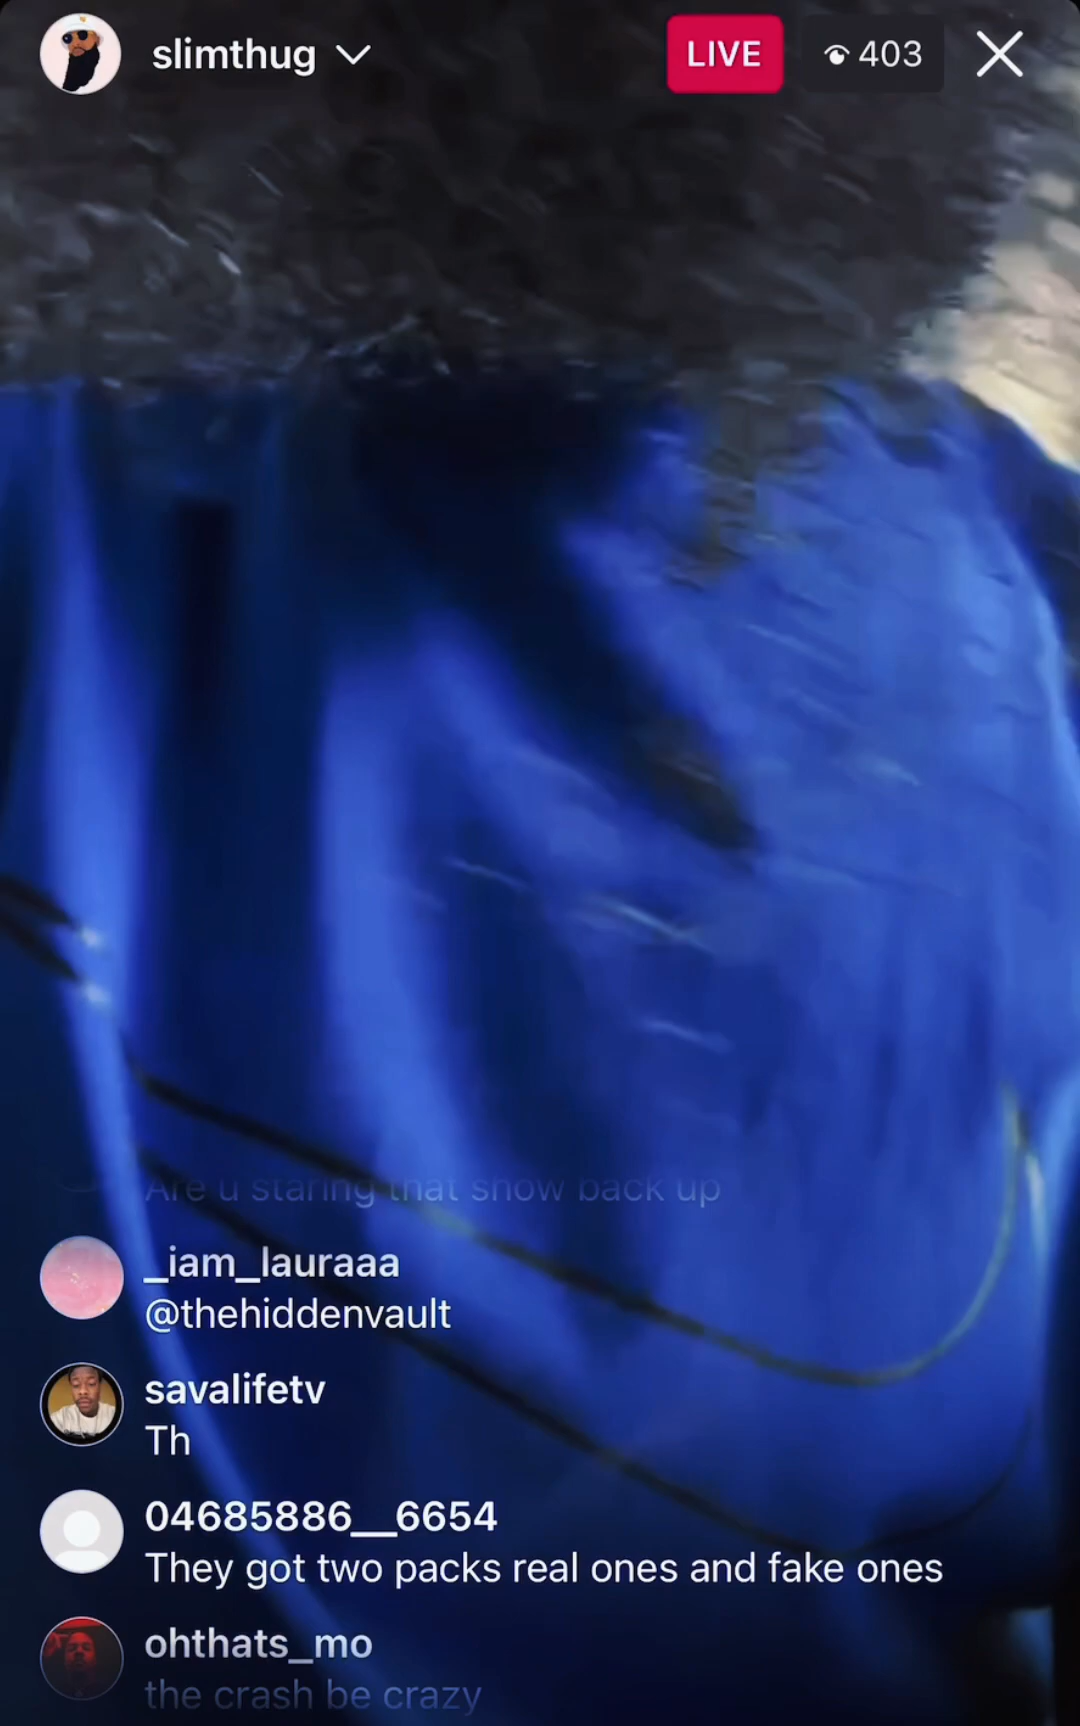 slimthug
LIVE
403
Are u staring that show back up
_iam_lauraaa
@thehiddenvault
savalifetv
Th
04685886__6654
They got two packs real ones and fake ones
ohthats_mo
the crash be crazy